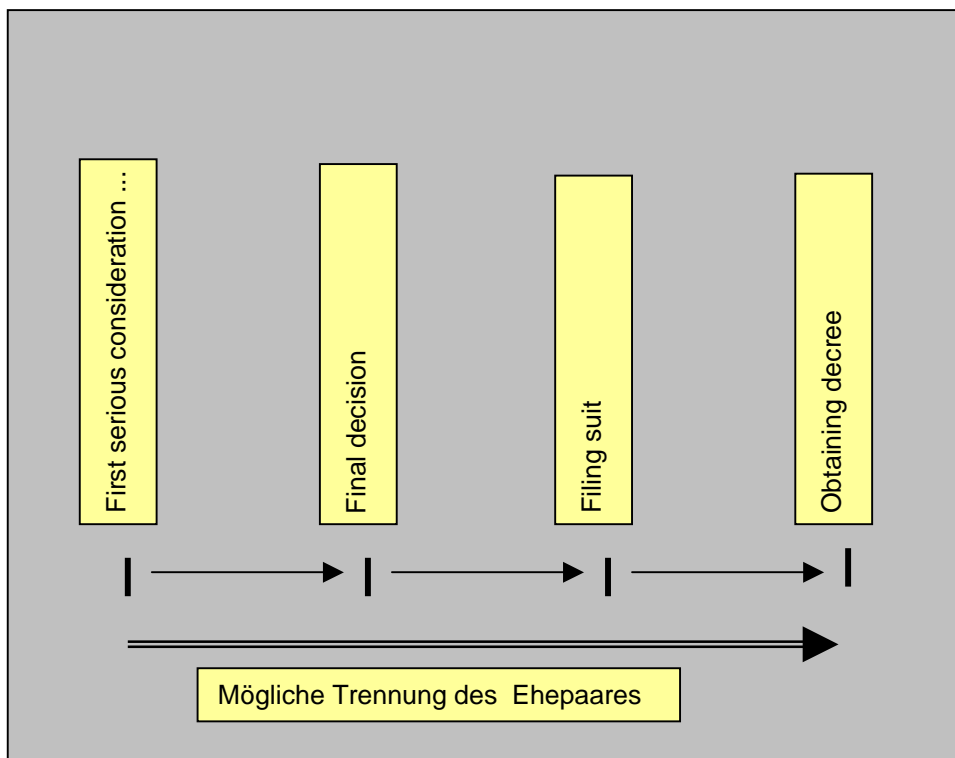 First serious consideration ...
Final decision
Filing suit
Obtaining decree
Mögliche Trennung des Ehepaares